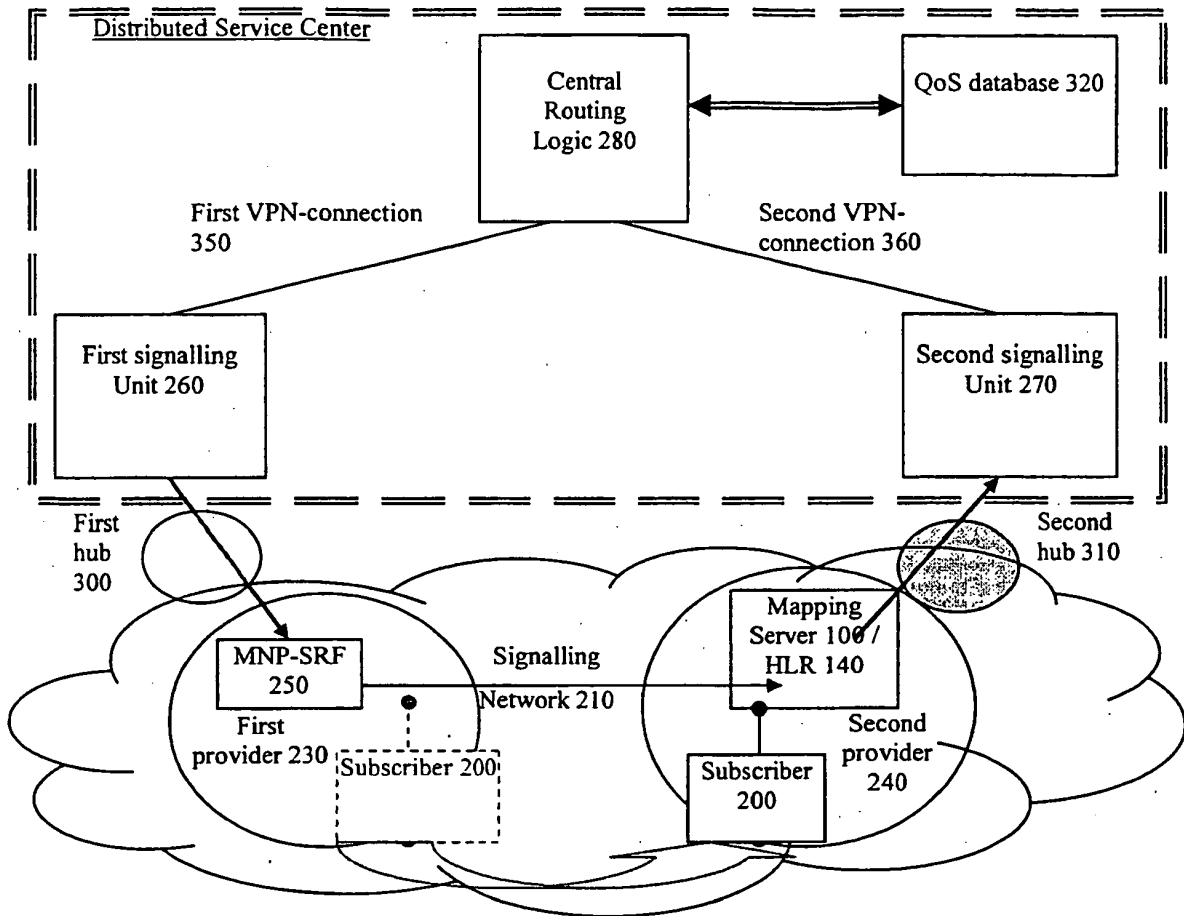 Distributed Service Center
Central
Routing
Logic 280
QoS database 320
First VPN-connection
350
Second VPN-
connection 360
First signalling
Unit 260
Second signalling
Unit 270
First
hub
300
Second
hub 310
MNP-SRF
250
Signalling
Network 210
Mapping
Server 100 /
HLR 140
First
provider 230
Second
provider
240
Subscriber 200
Subscriber
200